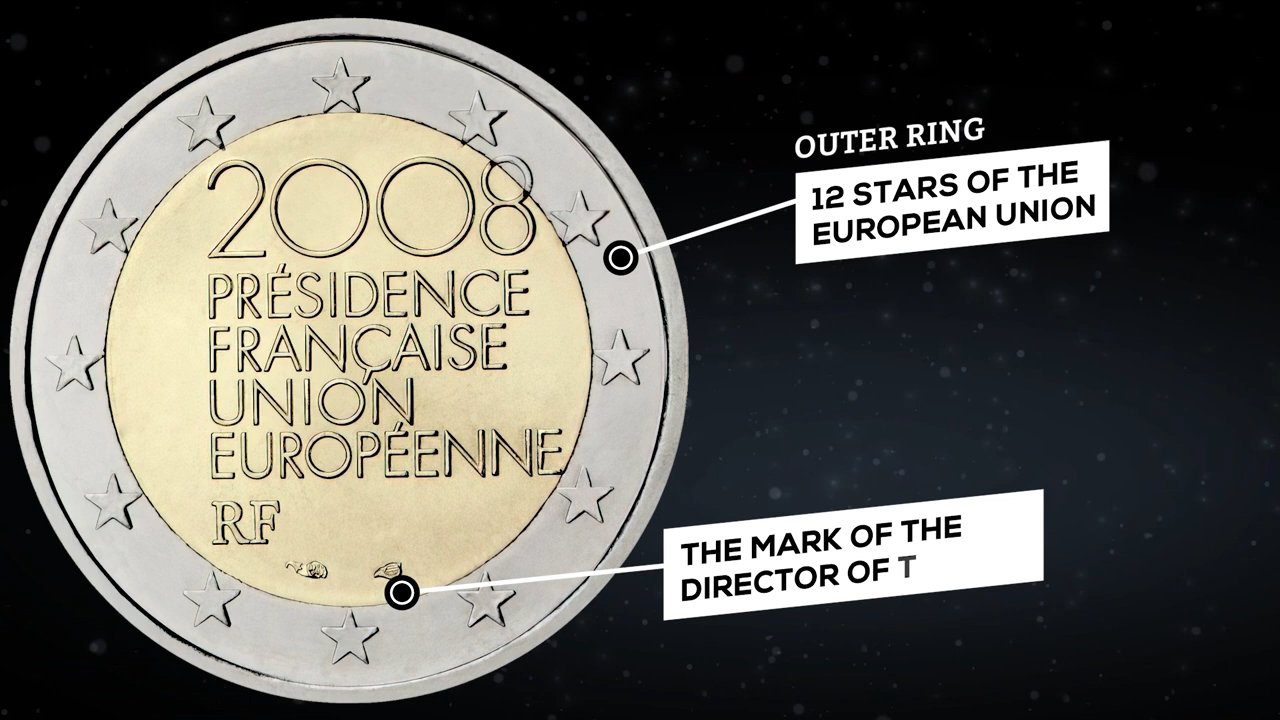 2008
PRÉSIDENCE
FRANÇAISE
UNION
EUROPÉENNE
RF
OUTER RING
12 STARS OF THE
EUROPEAN UNION
THE MARK OF THE
DIRECTOR OF T